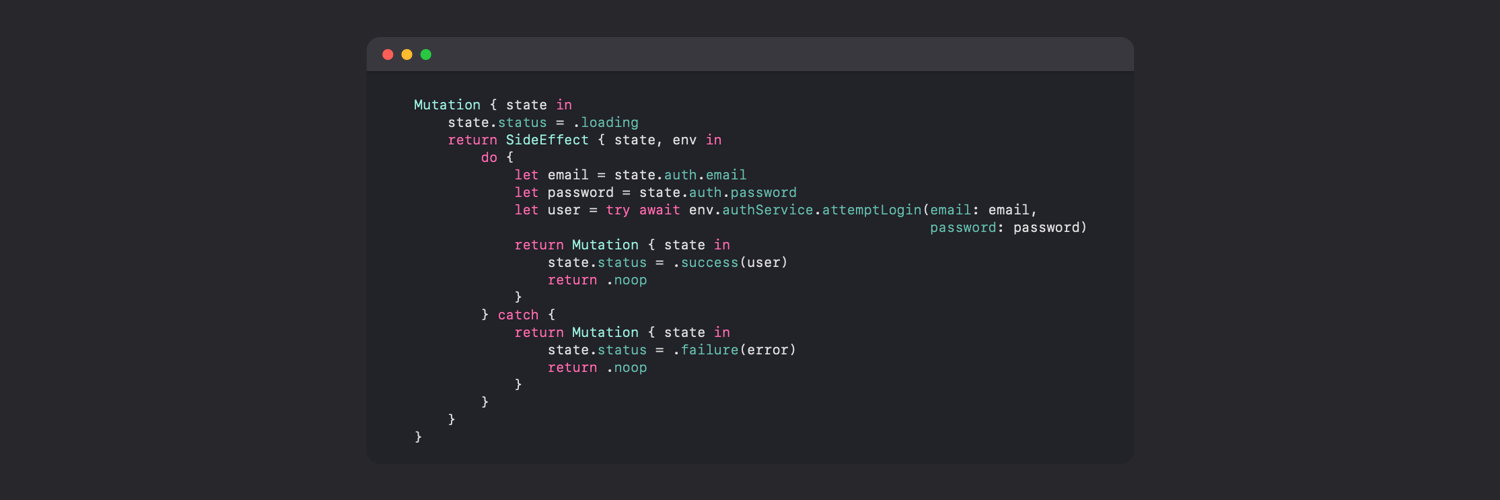 Mutation { state in
    state.status = .loading
    return SideEffect { state, env in
        do {
            let email = state.auth.email
            let password = state.auth.password
            let user = try await env.authService.attemptLogin(email: email,
                                                              password: password)
            return Mutation { state in
                state.status = .success(user)
                return .noop
            }
        } catch {
            return Mutation { state in
                state.status = .failure(error)
                return .noop
            }
        }
    }
}